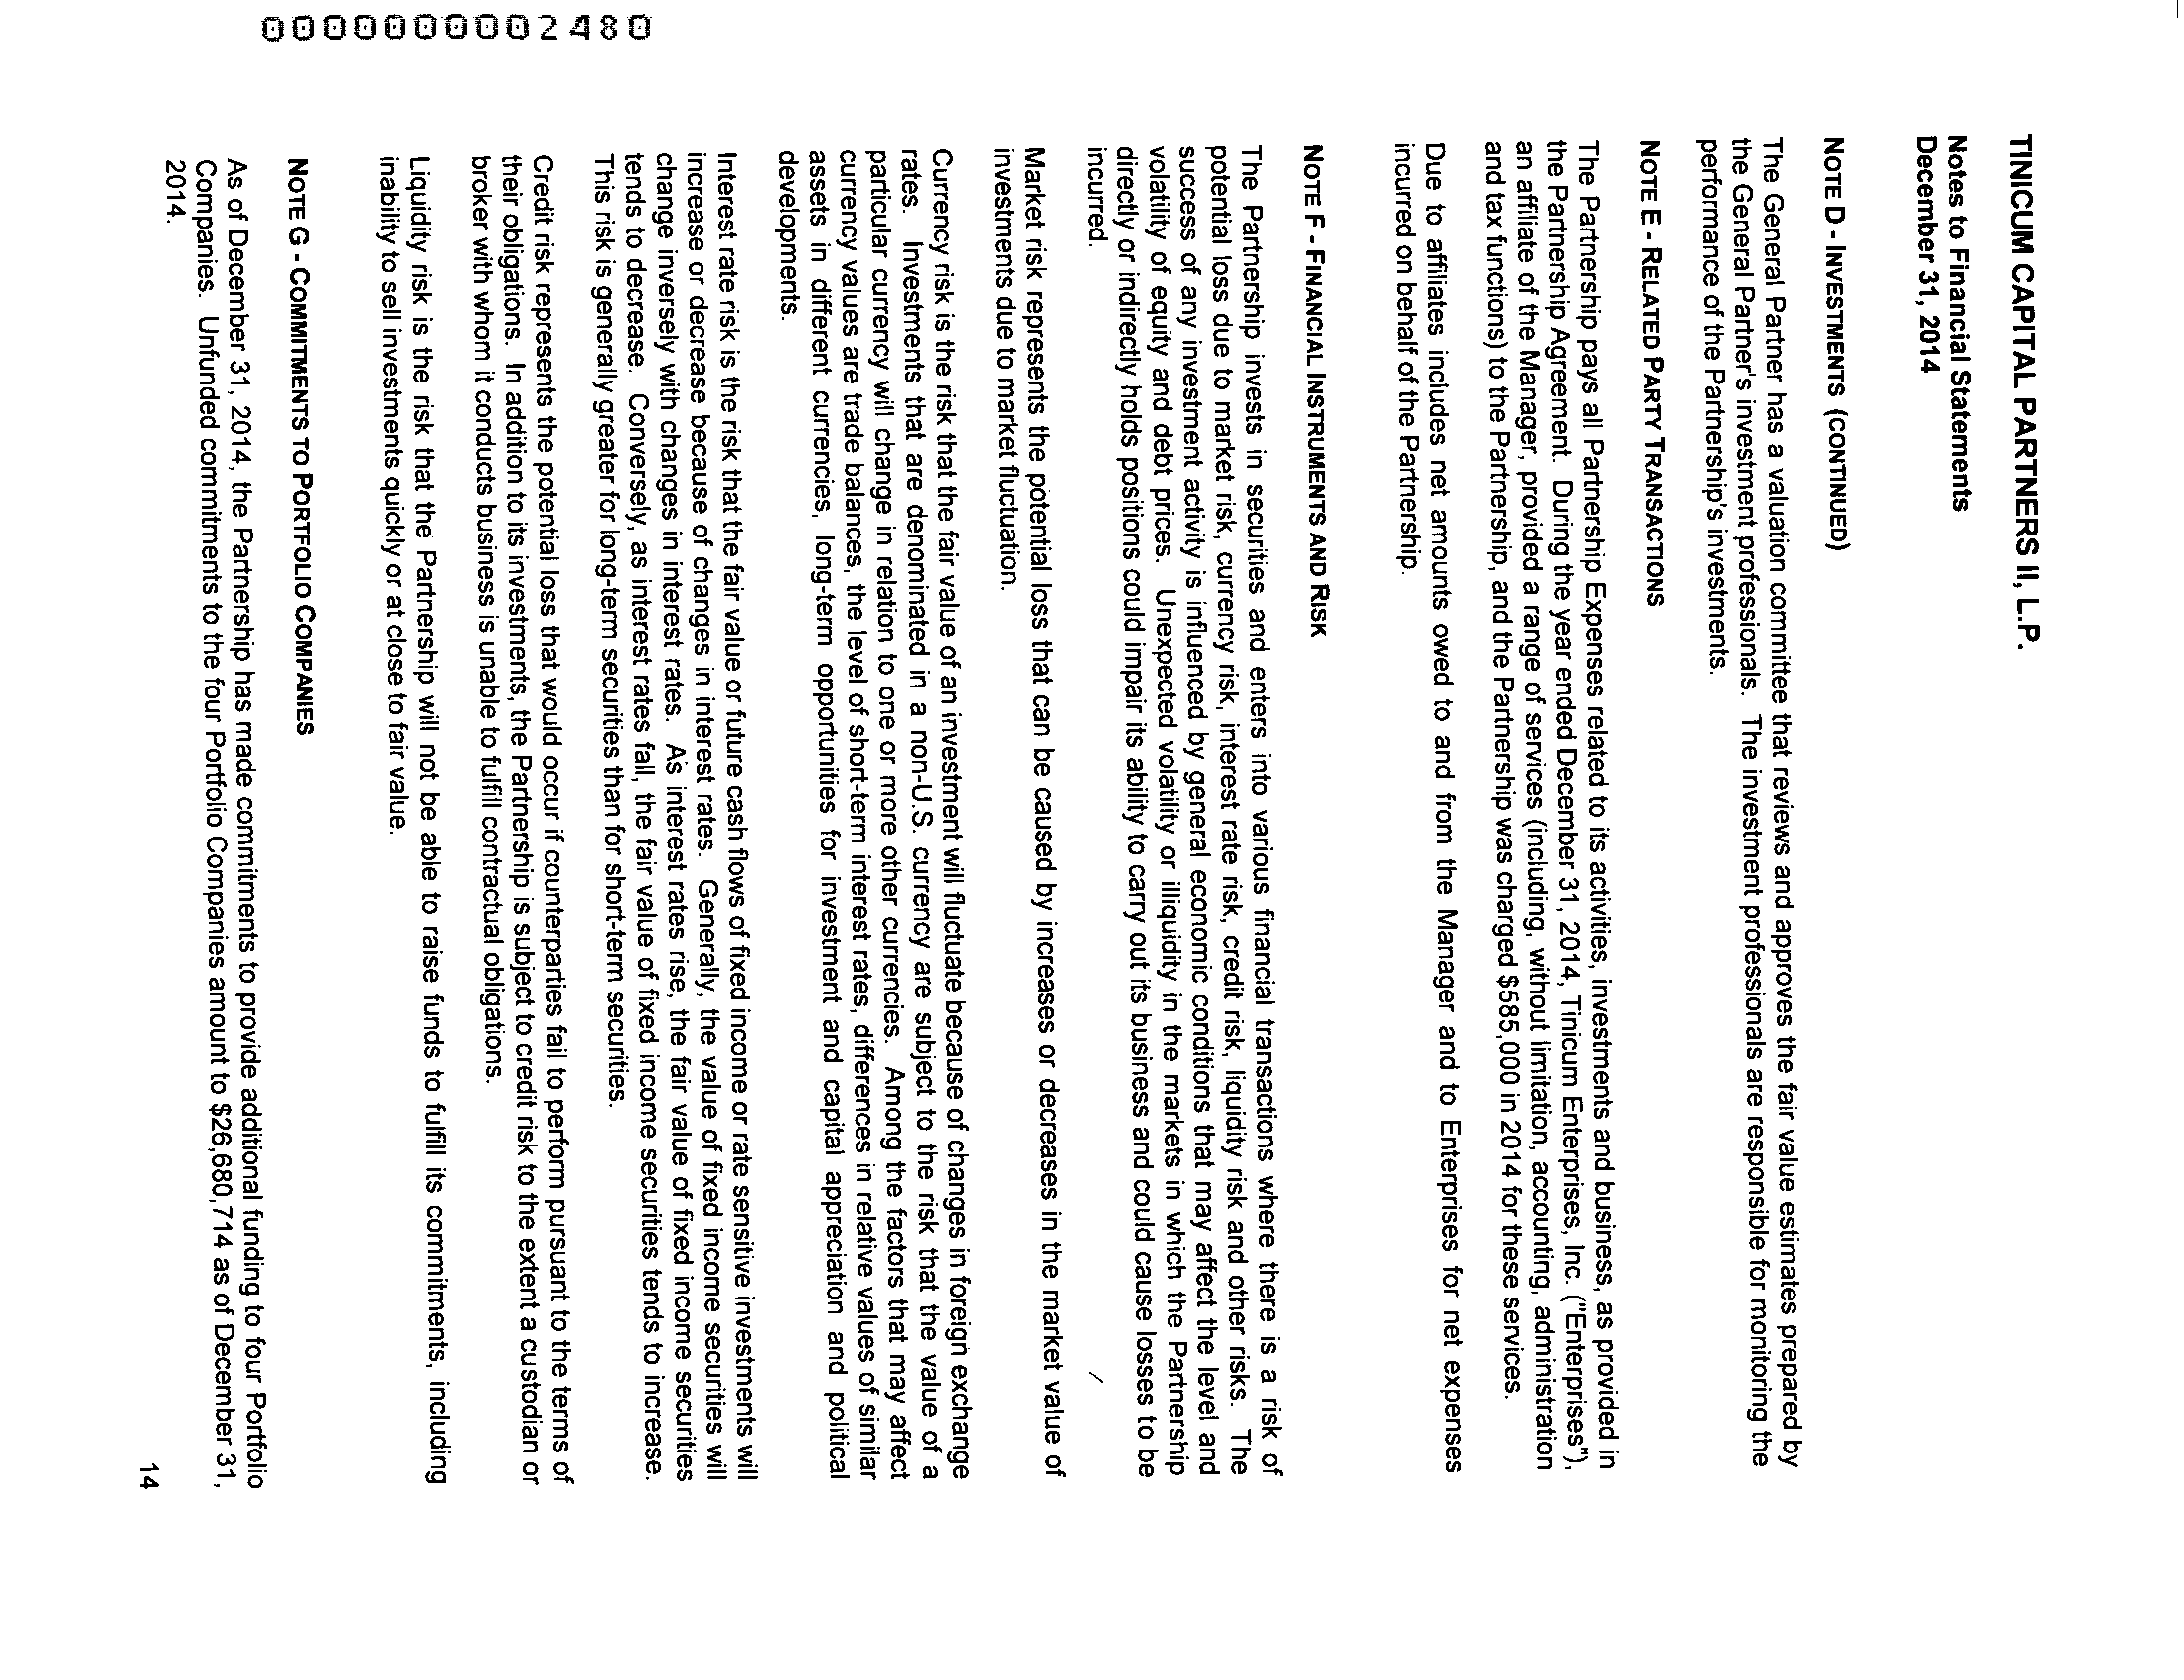 TINICUM CAPITAL PARTNERS II, L.P.
Notes to Financial Statements
December 31, 2014
NOTE D - INVESTMENTS (CONTINUED)
The General Partner has a valuation committee that reviews and approves the fair value estimates prepared by
the General Partner's investment professionals. The investment professionals are responsible for monitoring the
performance of the Partnership's investments.
NOTE E - RELATED PARTY TRANSACTIONS
The Partnership pays all Partnership Expenses related to its activities, investments and business, as provided in
the Partnership Agreement. During the year ended December 31, 2014, Tinicum Enterprises, Inc. ("Enterprises"),
an affiliate of the Manager, provided a range of services (including, without limitation, accounting, administration
and tax functions) to the Partnership, and the Partnership was charged $585,000 in 2014 for these services.
Due to affiliates includes net amounts owed to and from the Manager and to Enterprises for net expenses
incurred on behalf of the Partnership.
NOTE F - FINANCIAL INSTRUMENTS AND RISK
The Partnership invests in securities and enters into various financial transactions where there is a risk of
potential loss due to market risk, currency risk, interest rate risk, credit risk, liquidity risk and other risks. The
success of any investment activity is influenced by general economic conditions that may affect the level and
volatility of equity and debt prices. Unexpected volatility or illiquidity in the markets in which the Partnership
directly or indirectly holds positions could impair its ability to carry out its business and could cause losses to be
incurred.
Market risk represents the potential loss that can be caused by increases or decreases in the market value of
investments due to market fluctuation.
Currency risk is the risk that the fair value of an investment will fluctuate because of changes in foreign exchange
rates. Investments that are denominated in a non-U.S. currency are subject to the risk that the value of a
particular currency will change in relation to one or more other currencies. Among the factors that may affect
currency values are trade balances, the level of short-term interest rates, differences in relative values of similar
assets in different currencies, long-term opportunities for investment and capital appreciation and political
developments.
Interest rate risk is the risk that the fair value or future cash flows of fixed income or rate sensitive investments will
increase or decrease because of changes in interest rates. Generally, the value of fixed income securities will
change inversely with changes in interest rates. As interest rates rise, the fair value of fixed income securities
tends to decrease. Conversely, as interest rates fall, the fair value of fixed income securities tends to increase.
This risk is generally greater for long-term securities than for short-term securities.
Credit risk represents the potential loss that would occur if counterparties fail to perform pursuant to the terms of
their obligations. In addition to its investments, the Partnership is subject to credit risk to the extent a custodian or
broker with whom it conducts business is unable to fulfill contractual obligations.
Liquidity risk is the risk that the Partnership will not be able to raise funds to fulfill its commitments, including
inability to sell investments quickly or at close to fair value.
NOTE G - COMMITMENTS TO PORTFOLIO COMPANIES
As of December 31, 2014, the Partnership has made commitments to provide additional funding to four Portfolio
Companies. Unfunded commitments to the four Portfolio Companies amount to $26,680,714 as of December 31,
2014.
14
0000000002480